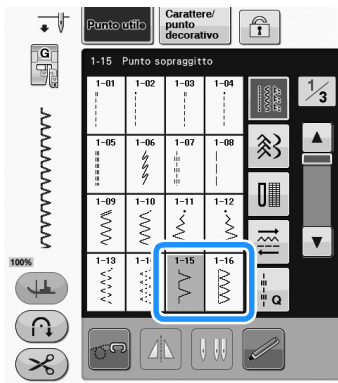 Punto utile
Carattere/
punto
decorativo
G
1-15 Punto sopraggitto
1-01 1-02 1-03 1-04
1/3
1-05 1-06 1-07 1-08
1-09 1-10 1-11 1-12
100%
1-13 1-15 1-16
Q